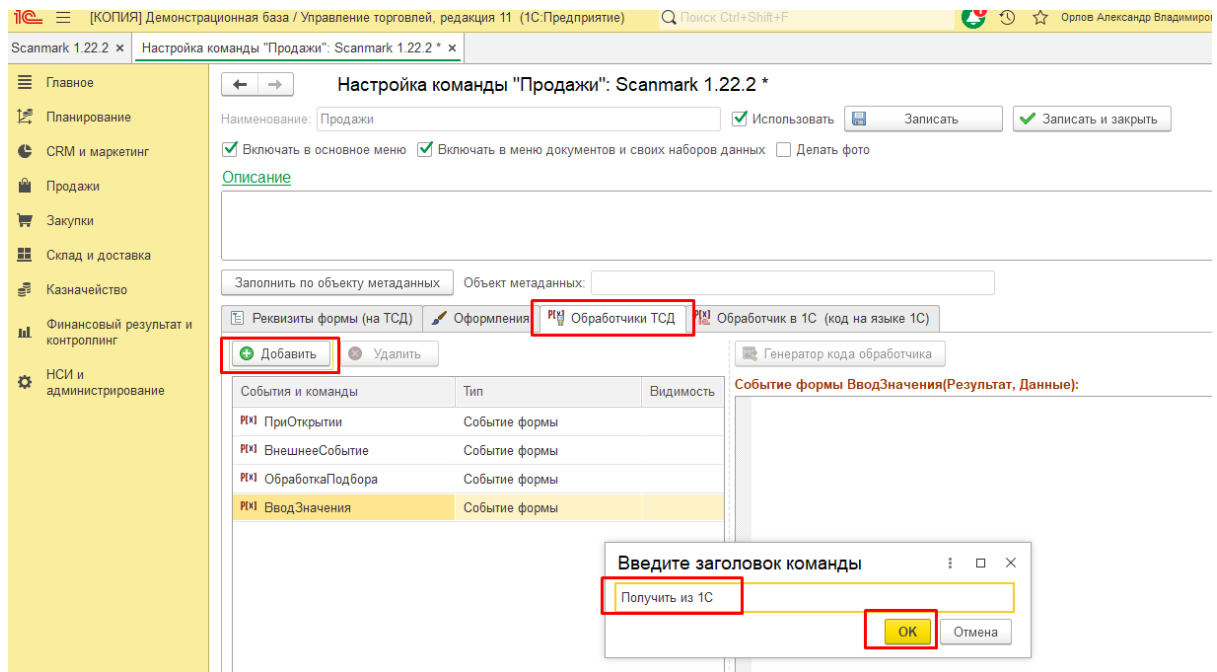 1С [КОПИЯ] Демонстрационная база / Управление торговлей, редакция 11 (1С:Предприятие) Поиск Ctrl+Shift+F Орлов Александр Владимиро
Scanmark 1.22.2 × Настройка команды "Продажи": Scanmark 1.22.2 * ×
Главное
Планирование
CRM и маркетинг
Продажи
Закупки
Склад и доставка
Казначейство
Финансовый результат и
контроллинг
НСИ и
администрирование
Настройка команды "Продажи": Scanmark 1.22.2 *
Наименование: Продажи Использовать Записать Записать и закрыть
Включать в основное меню Включать в меню документов и своих наборов данных Делать фото
Описание
Заполнить по объекту метаданных Объект метаданных:
Реквизиты формы (на ТСД) Оформления Р[х] Обработчики ТСД Р[х] Обработчик в 1С (код на языке 1С)
Добавить Удалить Генератор кода обработчика
События и команды Тип Видимость
Р[х] ПриОткрытии Событие формы
Р[х] ВнешнееСобытие Событие формы
Р[х] ОбработкаПодбора Событие формы
Р[х] ВводЗначения Событие формы
Событие формы ВводЗначения(Результат, Данные):
Введите заголовок команды
Получить из 1С
OK Отмена